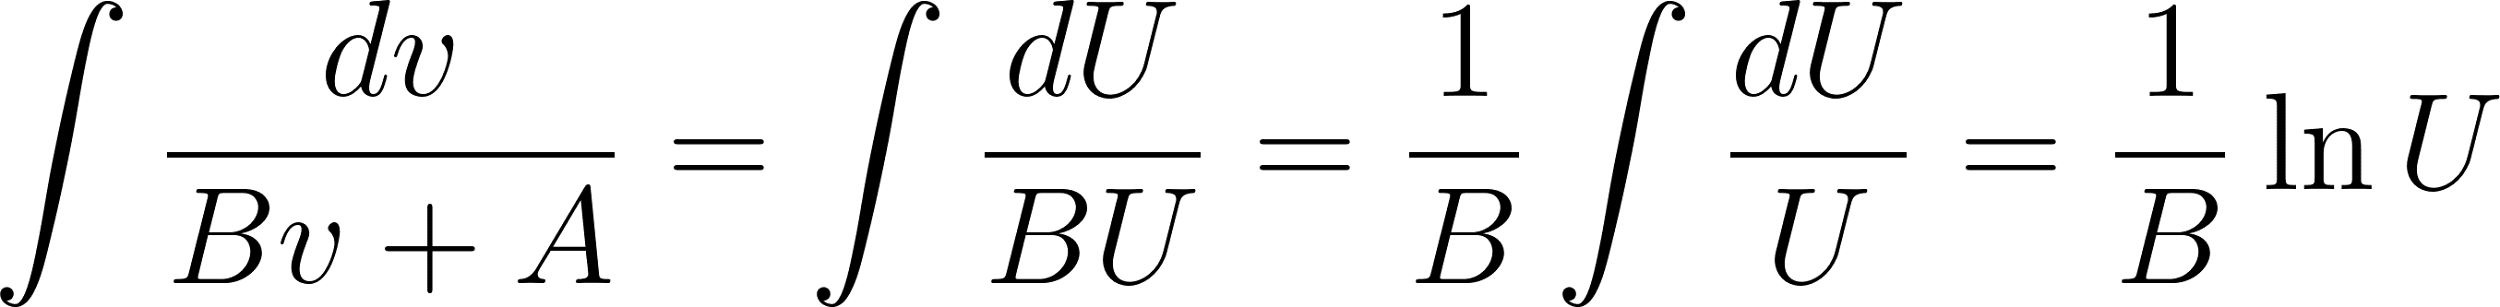 ∫ dv/(Bv + A) = ∫ dU/(BU) = 1/B ∫ dU/U = 1/B ln U